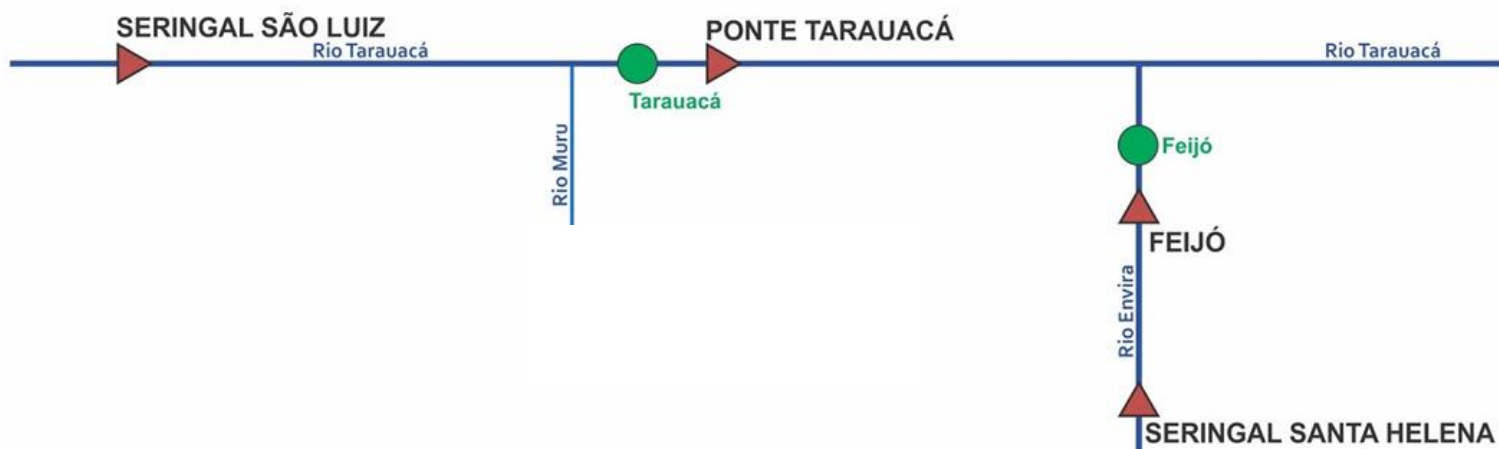 SERINGAL SÃO LUIZ
Rio Tarauacá
PONTE TARAUACÁ
Rio Tarauacá
Tarauacá
Rio Muru
Feijó
FEIJÓ
Rio Envira
SERINGAL SANTA HELENA